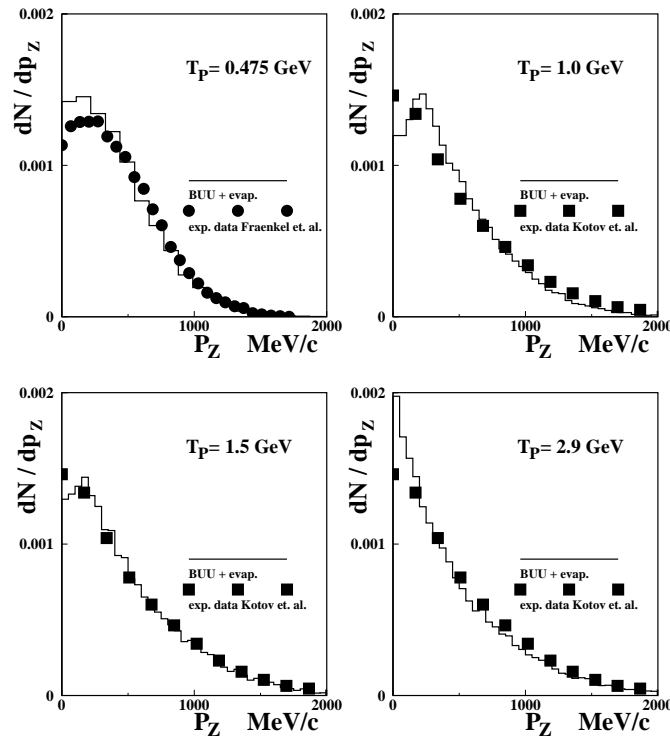 0.002
T_P= 0.475 GeV
dN / dp_Z
0.001
BUU + evap.
exp. data Fraenkel et. al.
0
0 1000 2000
P_Z MeV/c
0.002
T_P= 1.0 GeV
dN / dp_Z
0.001
BUU + evap.
exp. data Kotov et. al.
0
0 1000 2000
P_Z MeV/c
0.002
T_P= 1.5 GeV
dN / dp_Z
0.001
BUU + evap.
exp. data Kotov et. al.
0
0 1000 2000
P_Z MeV/c
0.002
T_P= 2.9 GeV
dN / dp_Z
0.001
BUU + evap.
exp. data Kotov et. al.
0
0 1000 2000
P_Z MeV/c